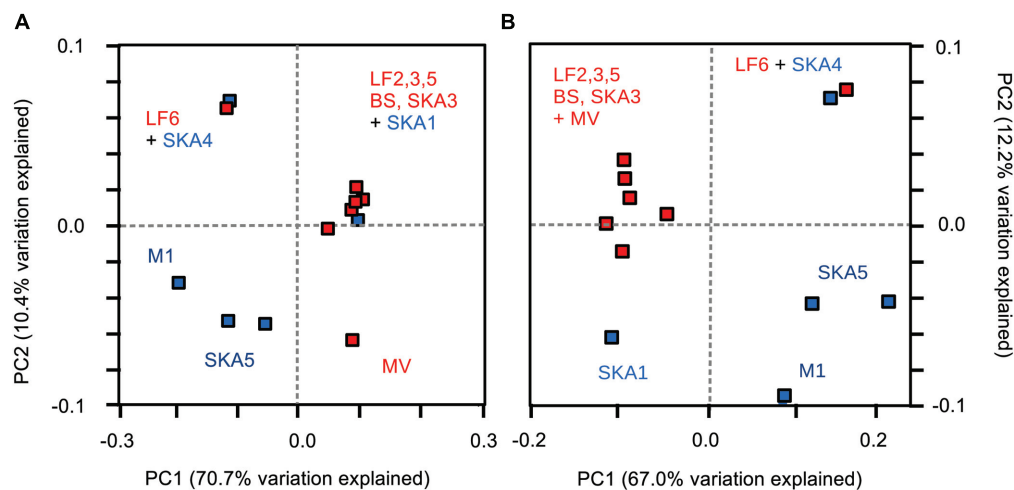 A
0.1
0.0
-0.1
PC2 (10.4% variation explained)
LF6
+ SKA4
LF2,3,5
BS, SKA3
+ SKA1
M1
SKA5
MV
-0.3
0.0
0.3
PC1 (70.7% variation explained)
B
LF2,3,5
BS, SKA3
+ MV
LF6 + SKA4
SKA5
SKA1
M1
0.1
0.0
-0.1
PC2 (12.2% variation explained)
-0.2
0.0
0.2
PC1 (67.0% variation explained)